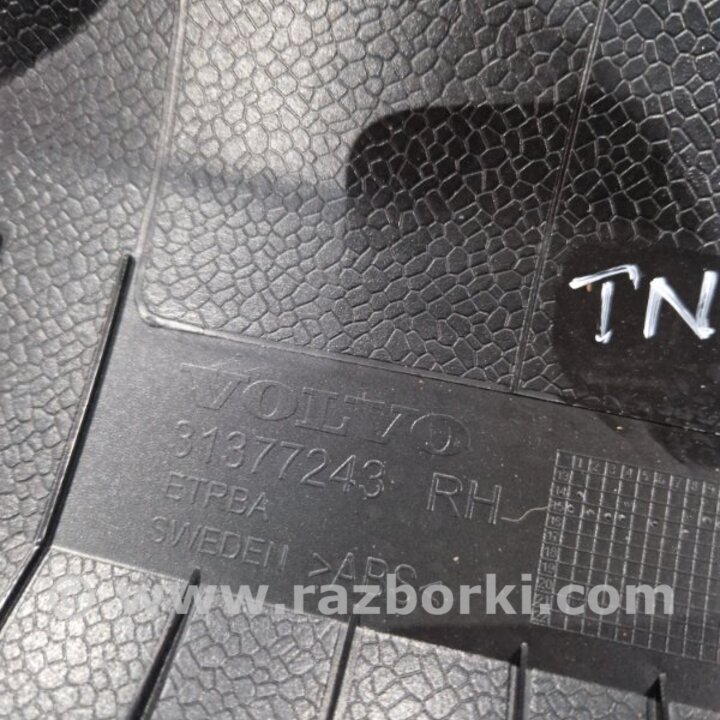 TN
VOLVO
31377243 RH
ETPBA
SWEDEN >ABS
www.razborki.com